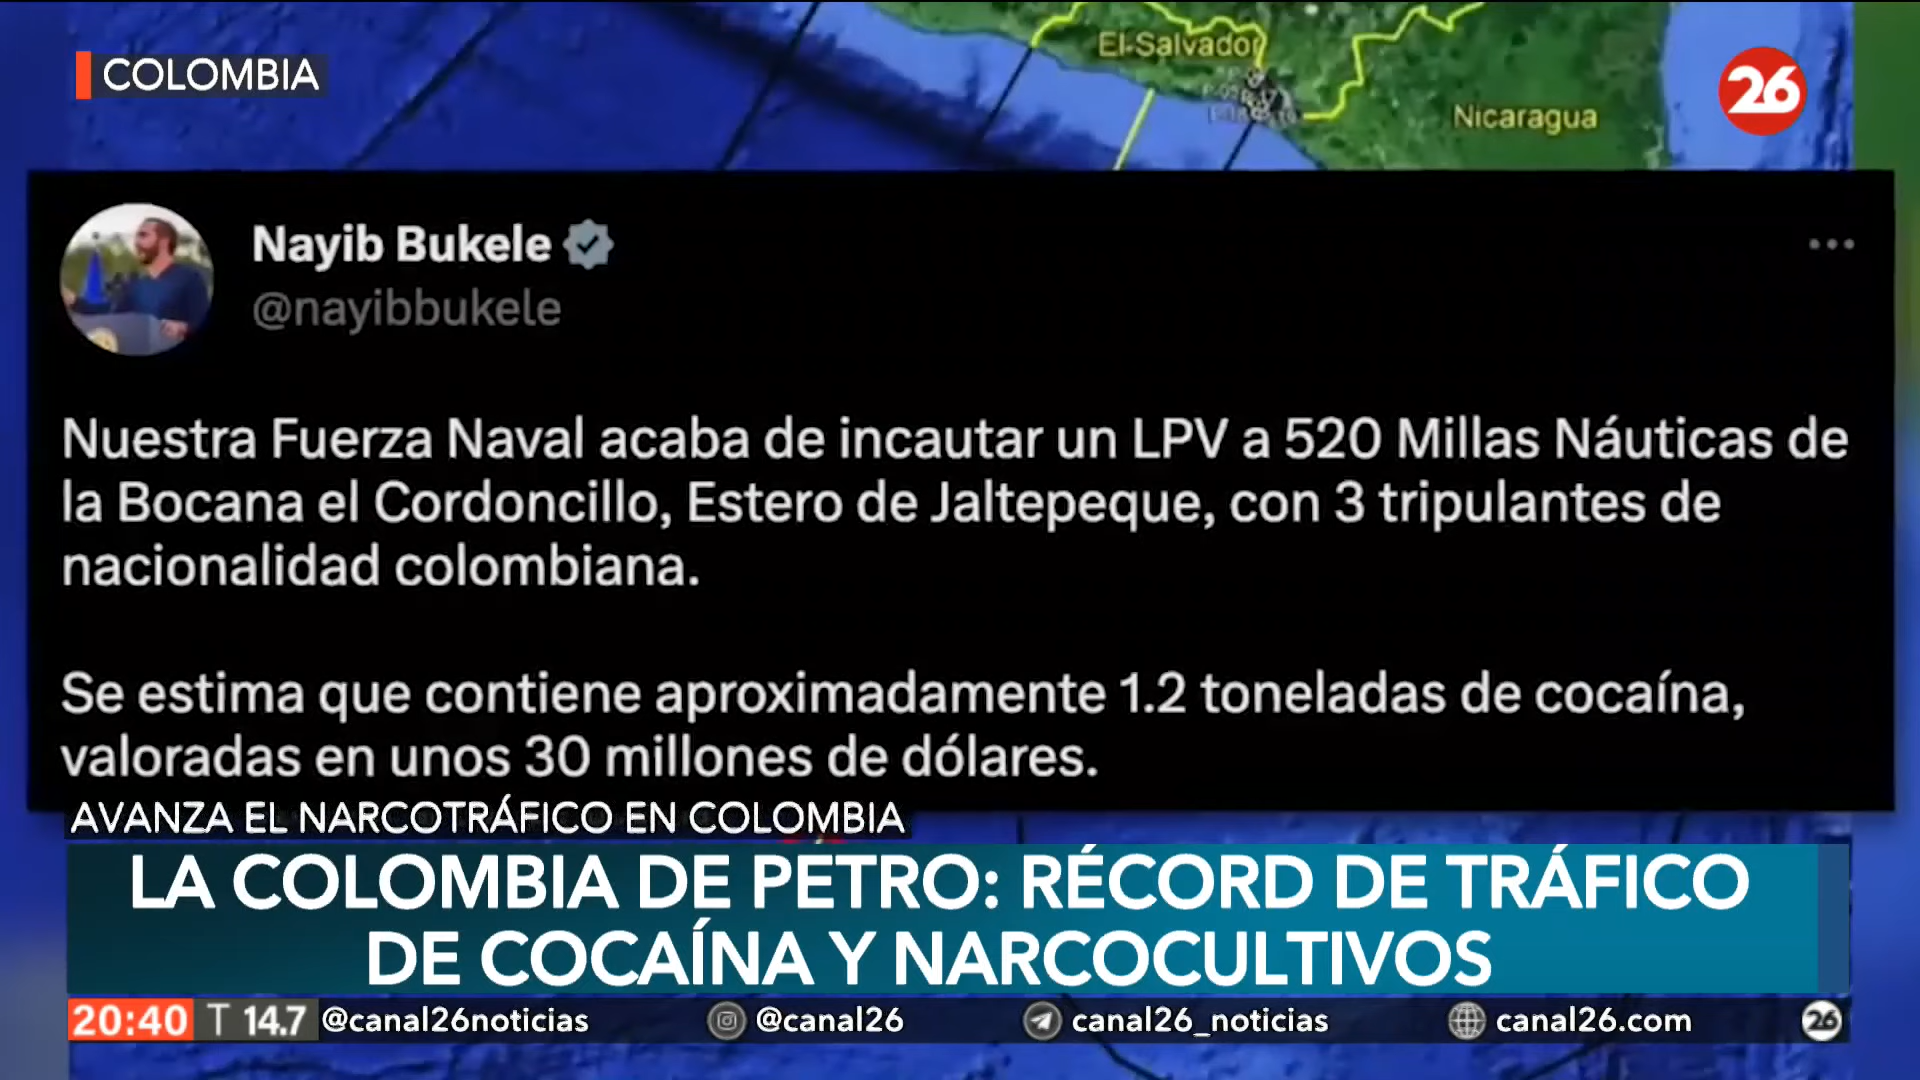 COLOMBIA
El Salvador
Nicaragua
26
Nayib Bukele
@nayibbukele
Nuestra Fuerza Naval acaba de incautar un LPV a 520 Millas Náuticas de
la Bocana el Cordoncillo, Estero de Jaltepeque, con 3 tripulantes de
nacionalidad colombiana.
Se estima que contiene aproximadamente 1.2 toneladas de cocaína,
valoradas en unos 30 millones de dólares.
AVANZA EL NARCOTRÁFICO EN COLOMBIA
LA COLOMBIA DE PETRO: RÉCORD DE TRÁFICO
DE COCAÍNA Y NARCOCULTIVOS
20:40 T 14.7 @canal26noticias @canal26 canal26_noticias canal26.com 26